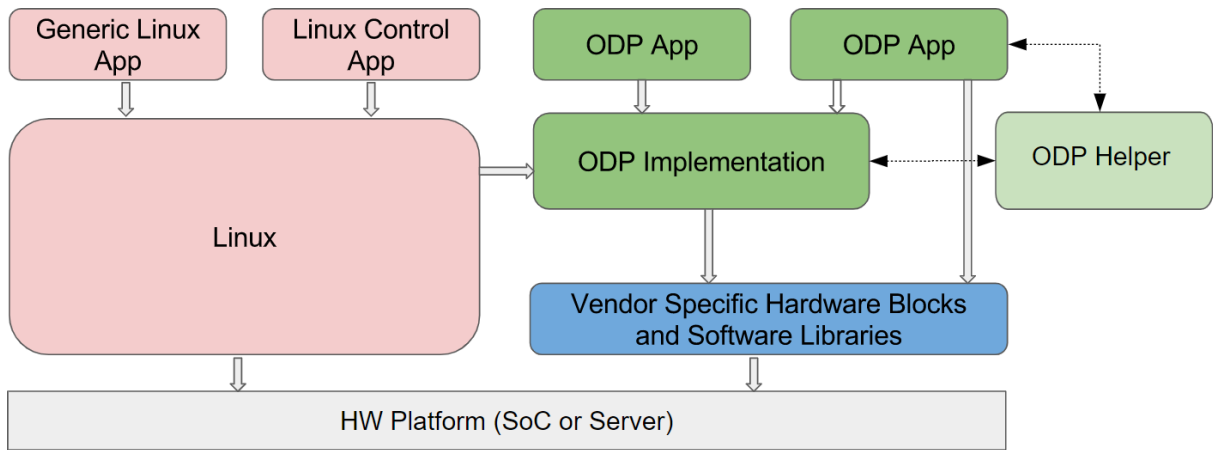 Generic Linux
App
Linux Control
App
ODP App
ODP App
ODP Implementation
ODP Helper
Linux
Vendor Specific Hardware Blocks
and Software Libraries
HW Platform (SoC or Server)